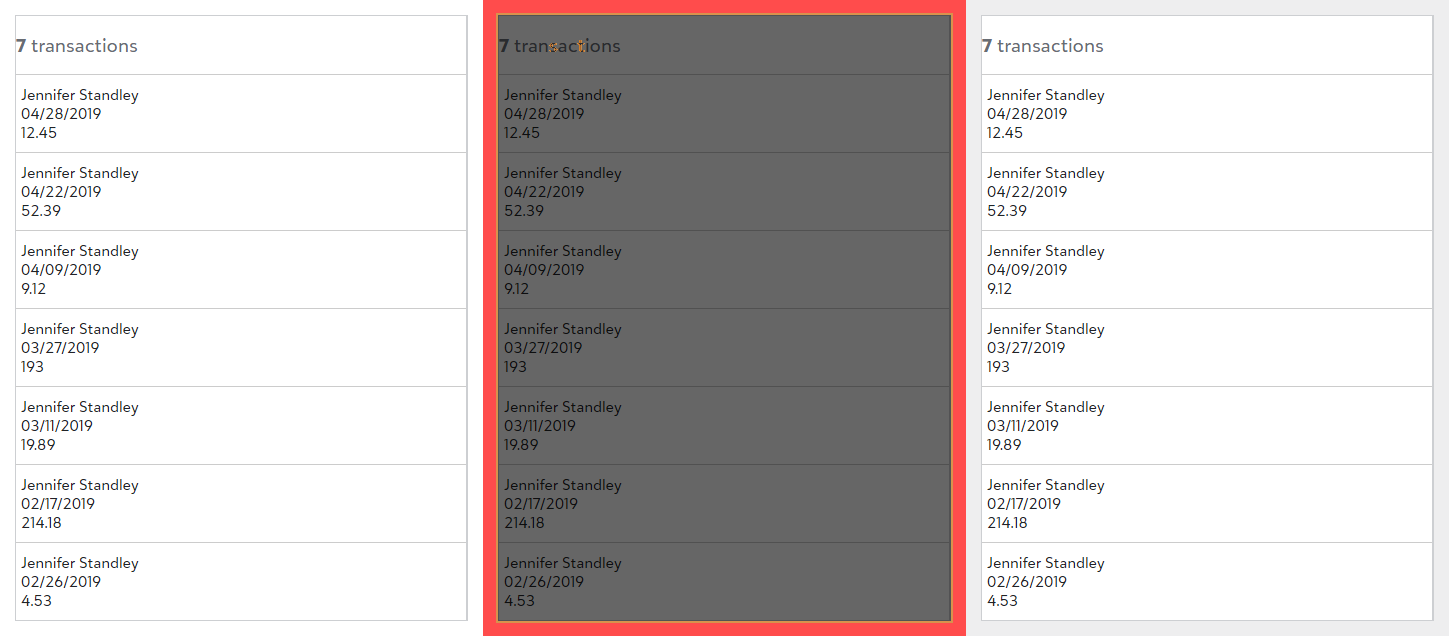 7 transactions
Jennifer Standley
04/28/2019
12.45
Jennifer Standley
04/22/2019
52.39
Jennifer Standley
04/09/2019
9.12
Jennifer Standley
03/27/2019
193
Jennifer Standley
03/11/2019
19.89
Jennifer Standley
02/17/2019
214.18
Jennifer Standley
02/26/2019
4.53
7 transactions
Jennifer Standley
04/28/2019
12.45
Jennifer Standley
04/22/2019
52.39
Jennifer Standley
04/09/2019
9.12
Jennifer Standley
03/27/2019
193
Jennifer Standley
03/11/2019
19.89
Jennifer Standley
02/17/2019
214.18
Jennifer Standley
02/26/2019
4.53
7 transactions
Jennifer Standley
04/28/2019
12.45
Jennifer Standley
04/22/2019
52.39
Jennifer Standley
04/09/2019
9.12
Jennifer Standley
03/27/2019
193
Jennifer Standley
03/11/2019
19.89
Jennifer Standley
02/17/2019
214.18
Jennifer Standley
02/26/2019
4.53